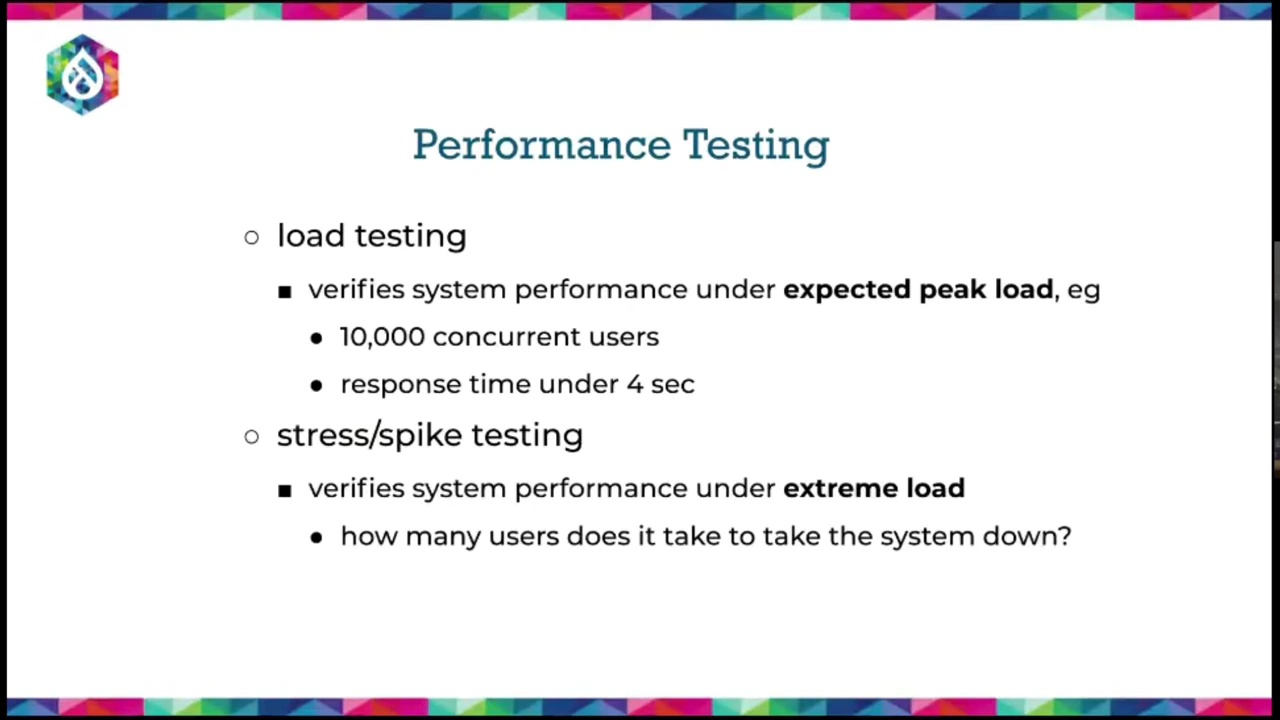 Performance Testing
○ load testing
■ verifies system performance under expected peak load, eg
● 10,000 concurrent users
● response time under 4 sec
○ stress/spike testing
■ verifies system performance under extreme load
● how many users does it take to take the system down?